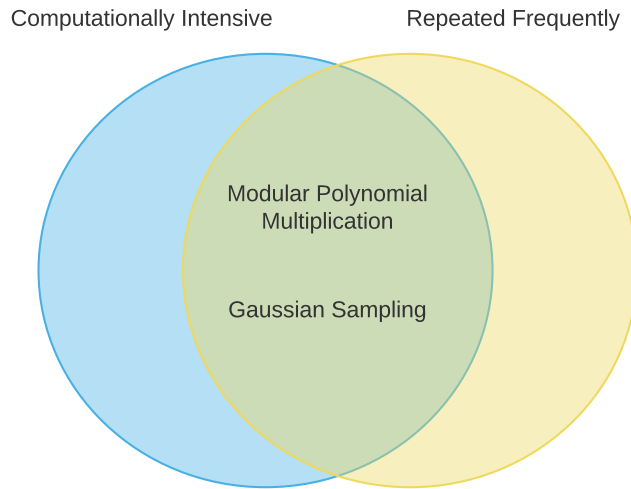 Computationally Intensive
Repeated Frequently
Modular Polynomial
Multiplication
Gaussian Sampling